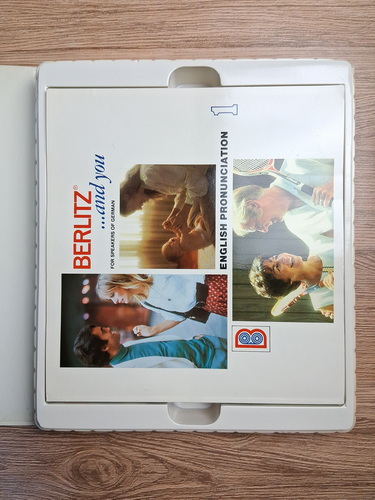 BERLITZ®
...and you
FOR SPEAKERS OF GERMAN
ENGLISH PRONUNCIATION 1
B